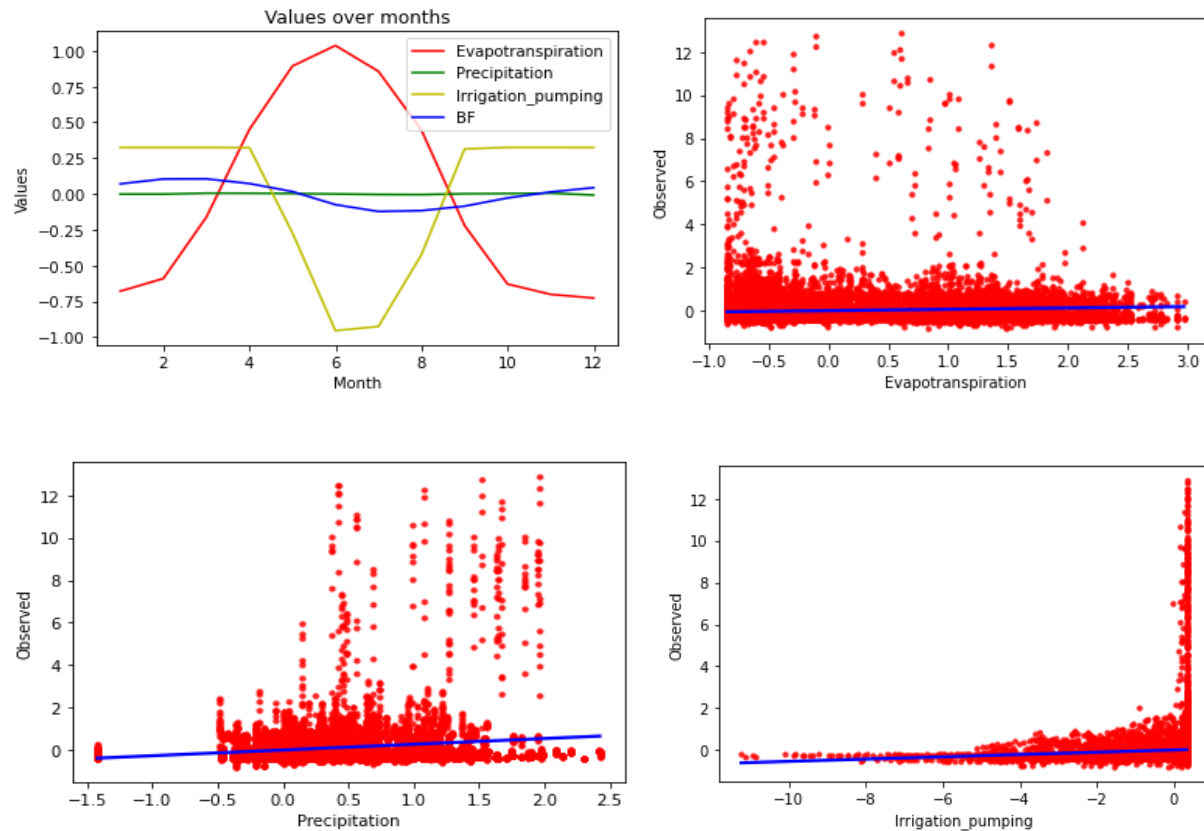 Values over months
1.00
0.75
0.50
0.25
0.00
−0.25
−0.50
−0.75
−1.00
Values
Evapotranspiration
Precipitation
Irrigation_pumping
BF
2 4 6 8 10 12
Month
12
10
8
6
4
2
0
Observed
−1.0 −0.5 0.0 0.5 1.0 1.5 2.0 2.5 3.0
Evapotranspiration
12
10
8
6
4
2
0
Observed
−1.5 −1.0 −0.5 0.0 0.5 1.0 1.5 2.0 2.5
Precipitation
12
10
8
6
4
2
0
Observed
−10 −8 −6 −4 −2 0
Irrigation_pumping